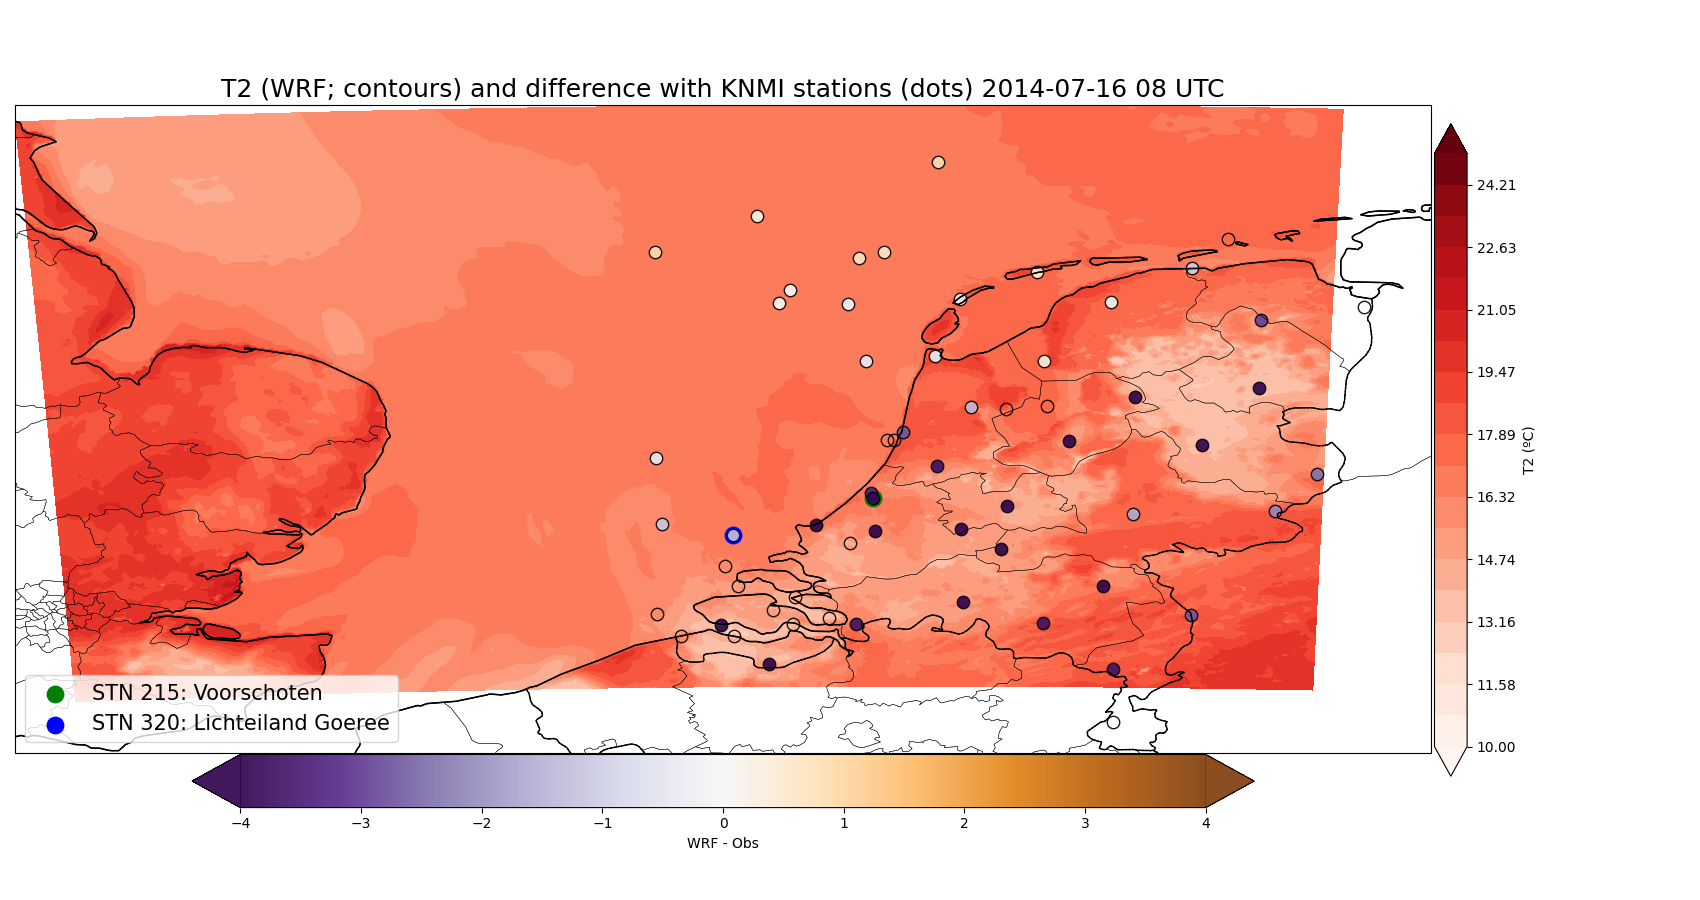 T2 (WRF; contours) and difference with KNMI stations (dots) 2014-07-16 08 UTC
24.21
22.63
21.05
19.47
17.89
16.32
14.74
13.16
11.58
10.00
T2 (ºC)
STN 215: Voorschoten
STN 320: Lichteiland Goeree
−4 −3 −2 −1 0 1 2 3 4
WRF - Obs